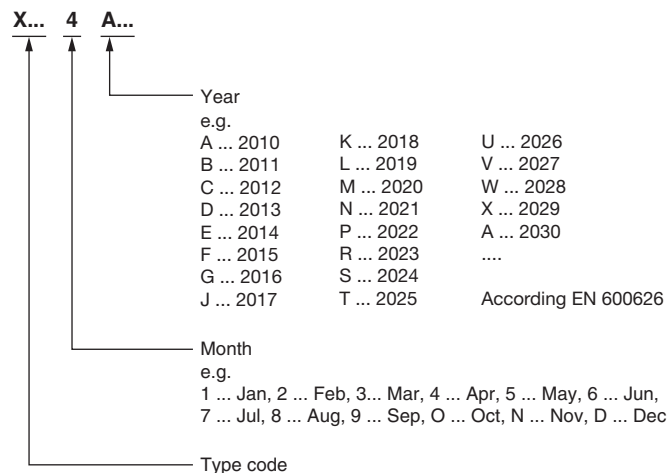 X... 4 A...
Year
e.g.
A ... 2010 K ... 2018 U ... 2026
B ... 2011 L ... 2019 V ... 2027
C ... 2012 M ... 2020 W ... 2028
D ... 2013 N ... 2021 X ... 2029
E ... 2014 P ... 2022 A ... 2030
F ... 2015 R ... 2023 ....
G ... 2016 S ... 2024
J ... 2017 T ... 2025 According EN 600626
Month
e.g.
1 ... Jan, 2 ... Feb, 3... Mar, 4 ... Apr, 5 ... May, 6 ... Jun,
7 ... Jul, 8 ... Aug, 9 ... Sep, O ... Oct, N ... Nov, D ... Dec
Type code